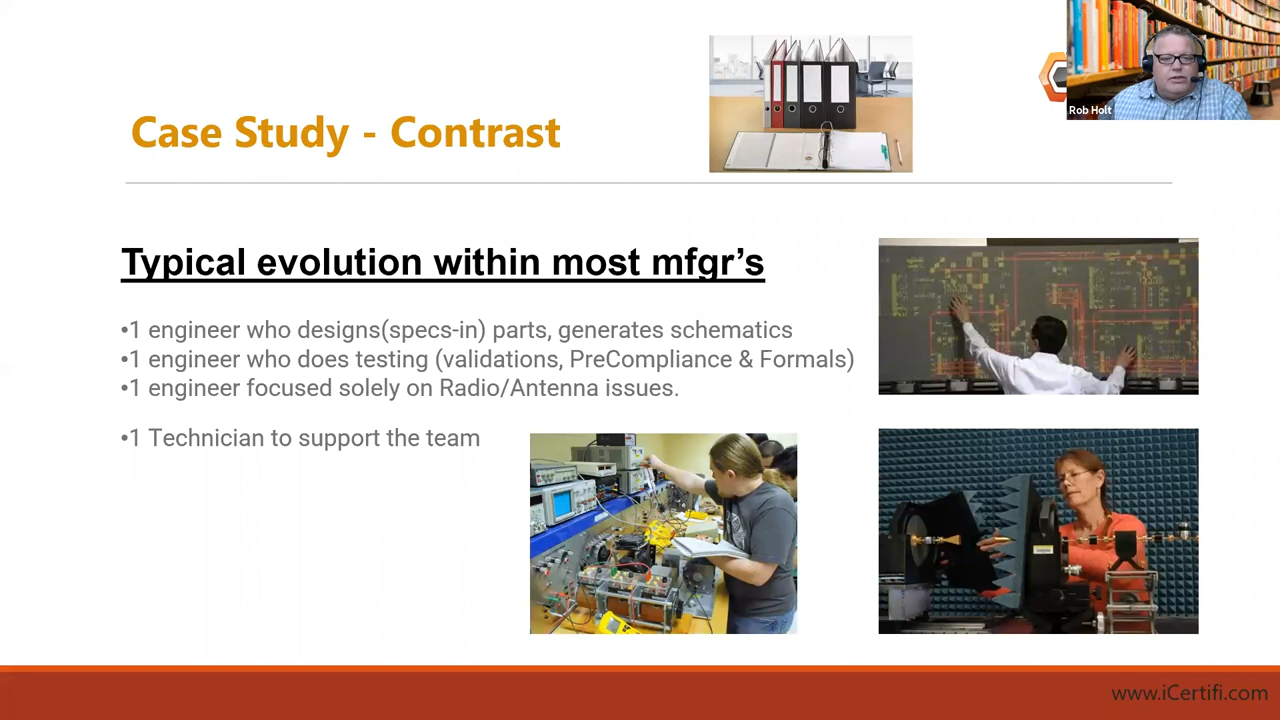 Rob Holt
Case Study - Contrast
Typical evolution within most mfgr’s
•1 engineer who designs(specs-in) parts, generates schematics
•1 engineer who does testing (validations, PreCompliance & Formals)
•1 engineer focused solely on Radio/Antenna issues.
•1 Technician to support the team
www.iCertifi.com